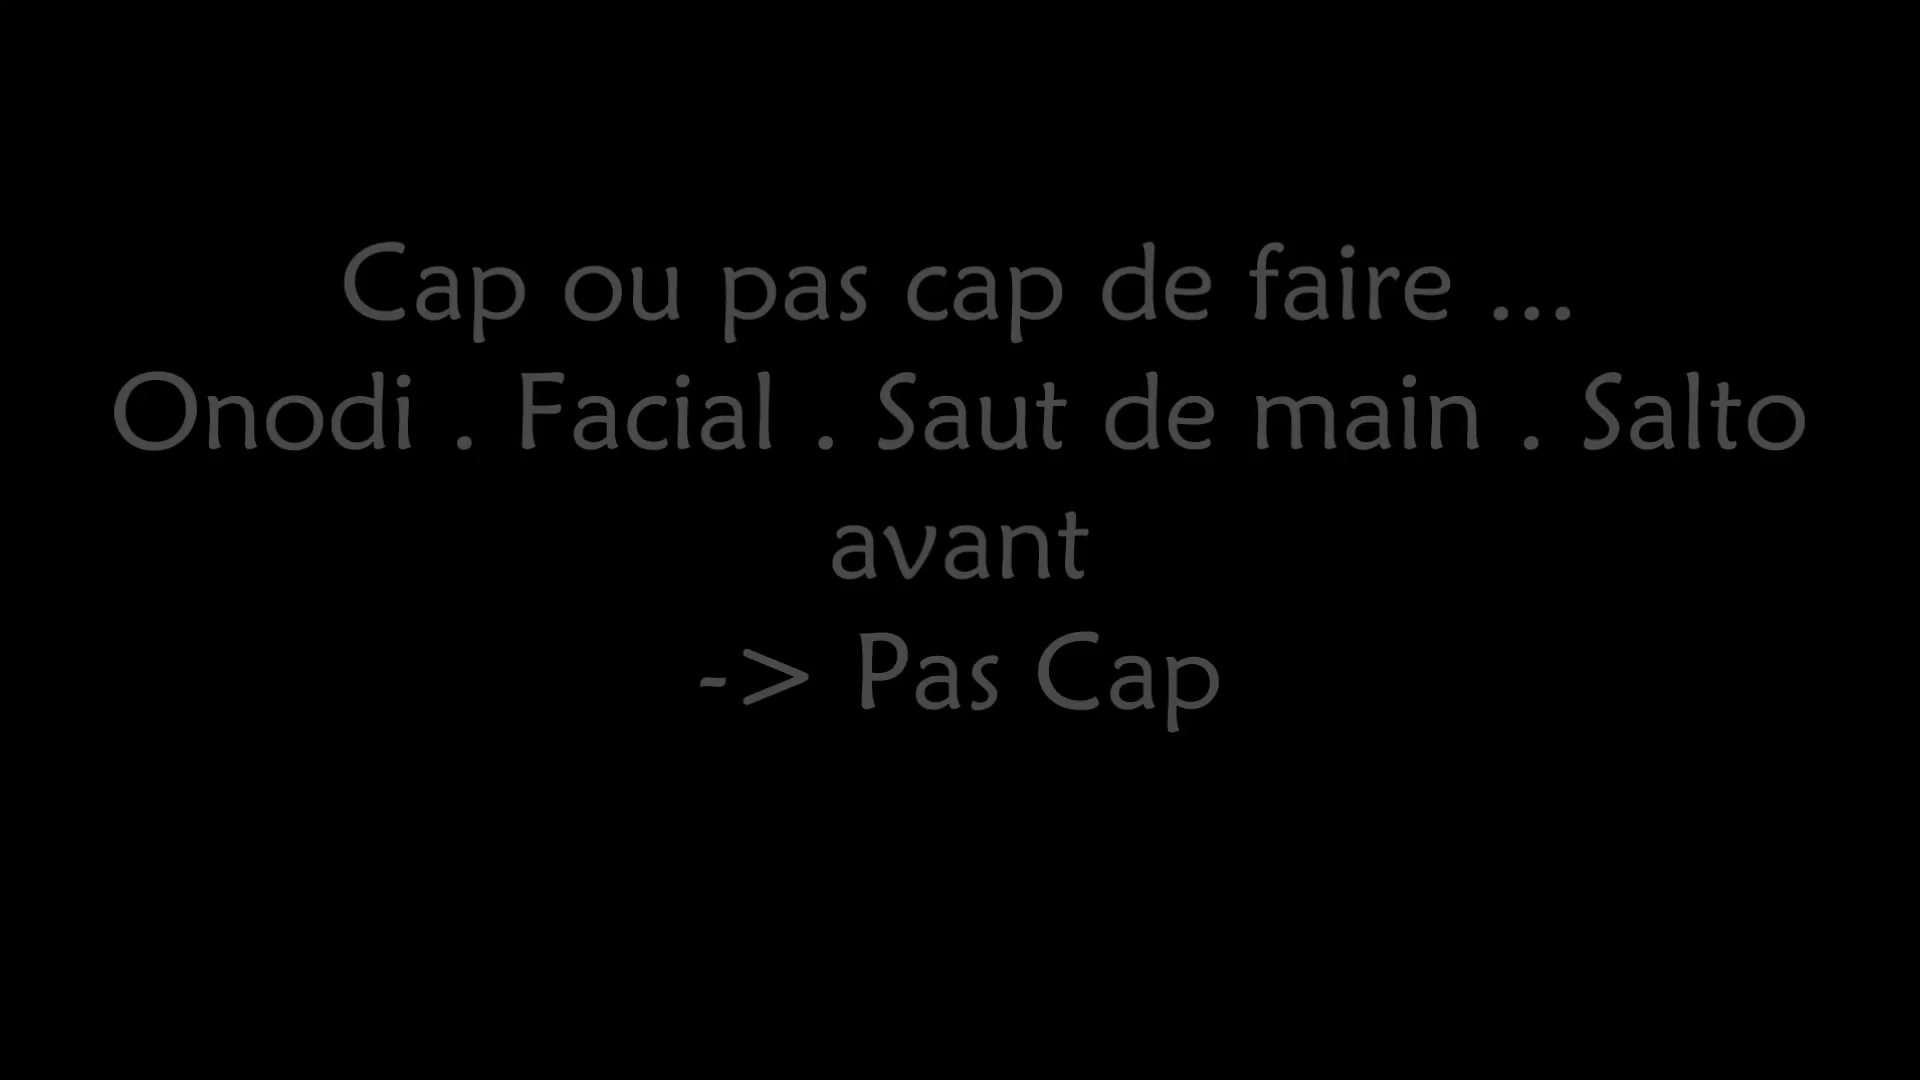 Cap ou pas cap de faire ...
Onodi . Facial . Saut de main . Salto
avant
-> Pas Cap